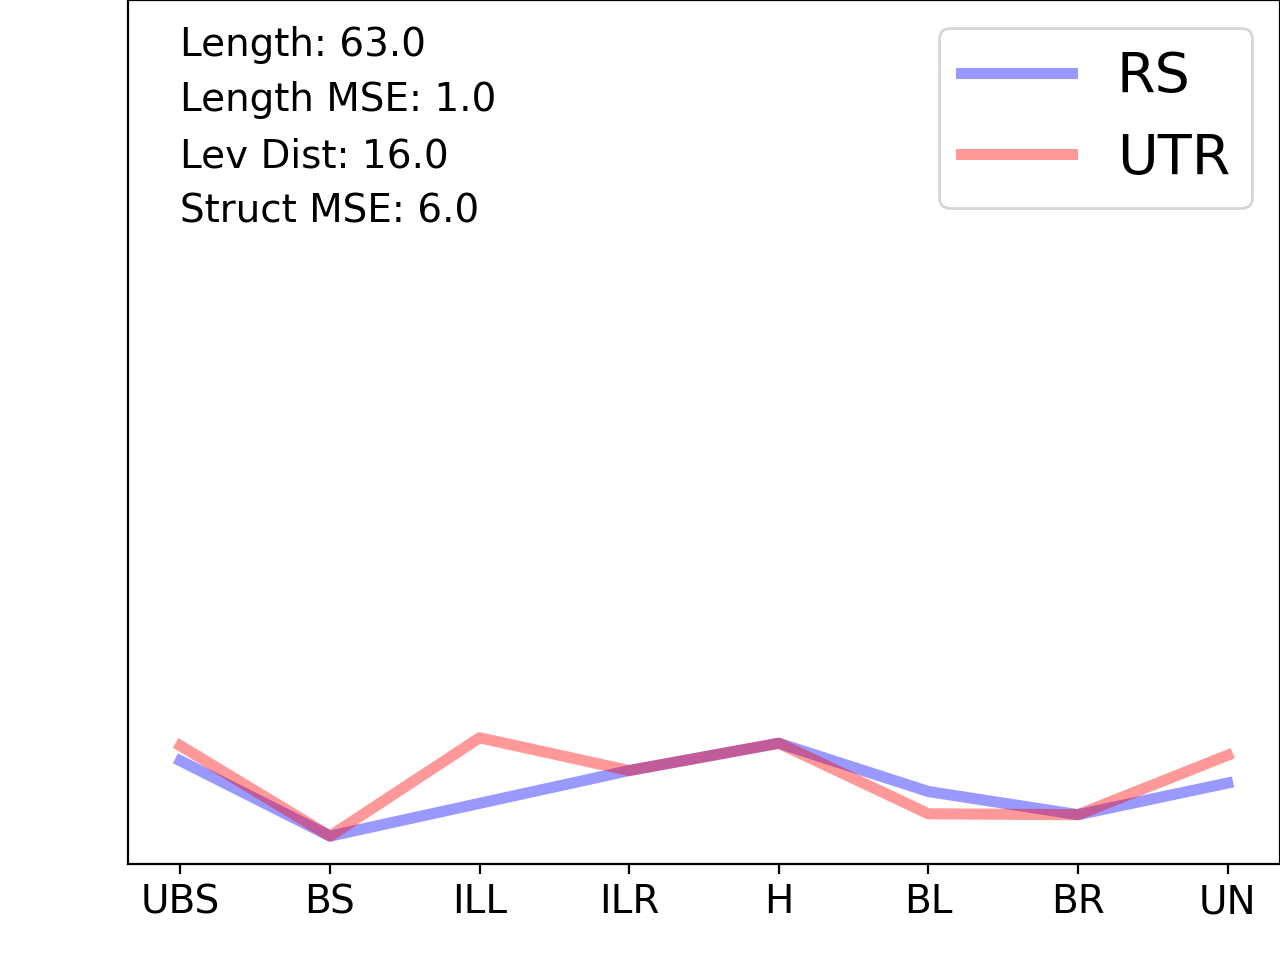 Length: 63.0
Length MSE: 1.0
Lev Dist: 16.0
Struct MSE: 6.0
RS
UTR
UBS BS ILL ILR H BL BR UN